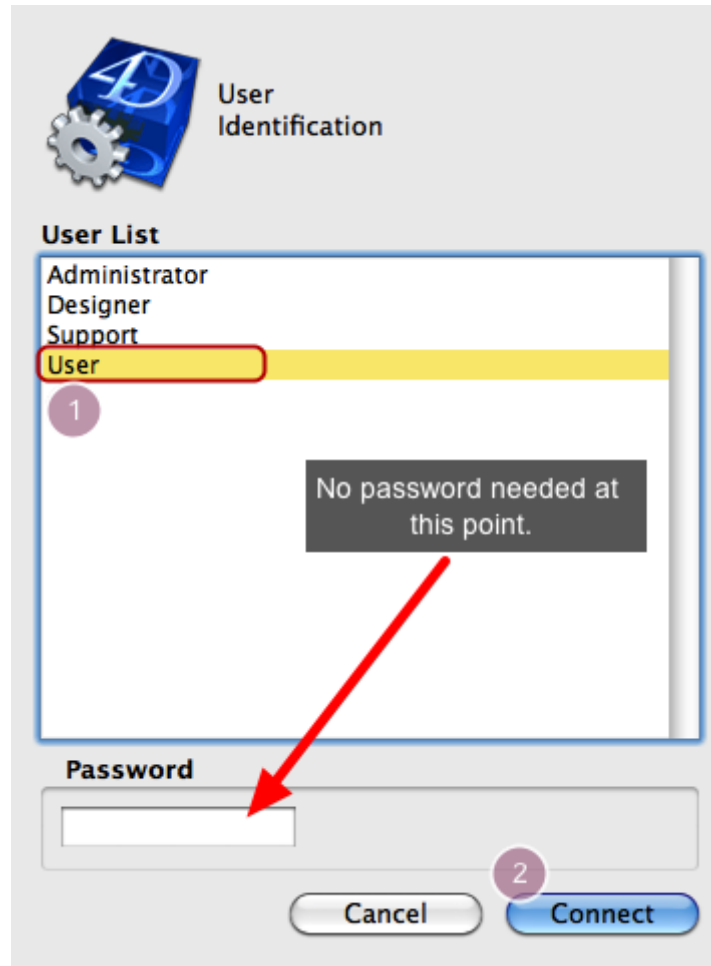 4D
User
Identification
User List
Administrator
Designer
Support
User
1
No password needed at
this point.
Password
2
Cancel
Connect